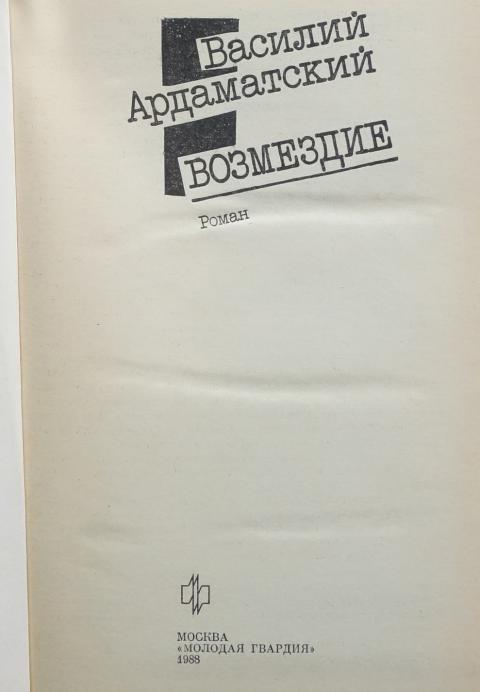 Василий
Ардаматский
ВОЗМЕЗДИЕ
Роман
МОСКВА
«МОЛОДАЯ ГВАРДИЯ»
1988